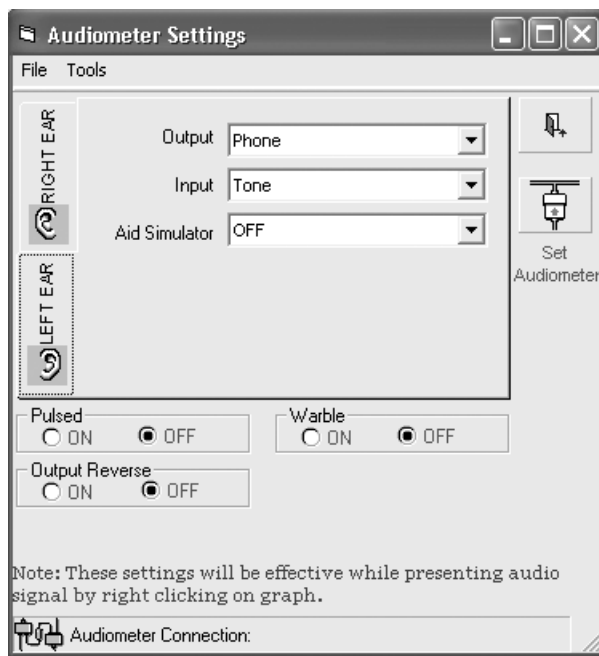 Audiometer Settings
File Tools
RIGHT EAR
LEFT EAR
Output Phone
Input Tone
Aid Simulator OFF
Set
Audiometer
Pulsed
ON OFF
Warble
ON OFF
Output Reverse
ON OFF
Note: These settings will be effective while presenting audio
signal by right clicking on graph.
Audiometer Connection: